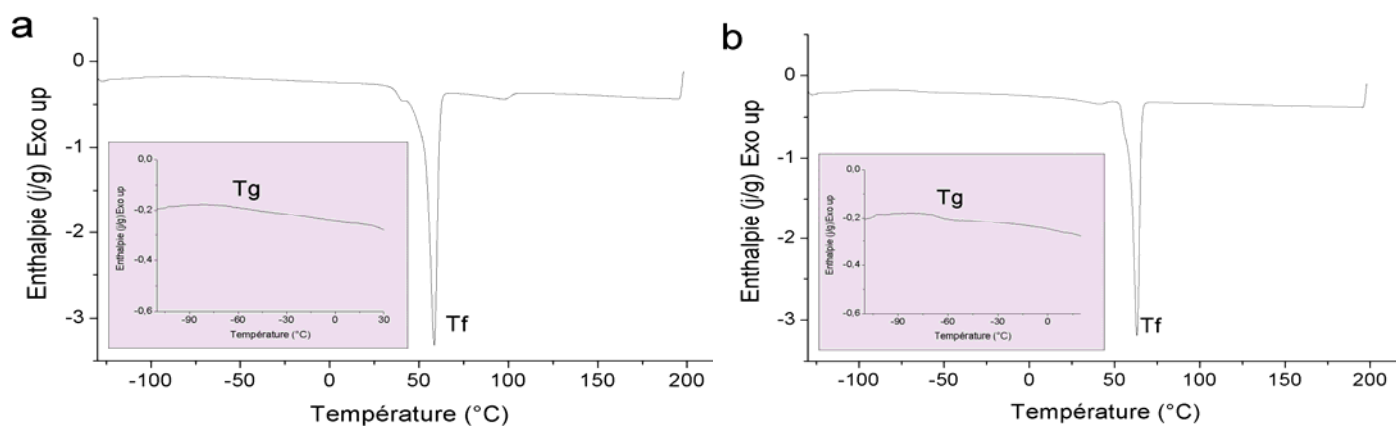 a
Enthalpie (j/g) Exo up
0
-1
-2
-3
-100
-50
0
50
100
150
200
Température (°C)
Tf
Enthalpie (j/g)Exo up
0,0
-0,2
-0,4
-0,6
-90
-60
-30
0
30
Température (°C)
Tg
b
Enthalpie (j/g) Exo up
0
-1
-2
-3
-100
-50
0
50
100
150
200
Température (°C)
Tf
Enthalpie (j/g)Exo up
0,0
-0,2
-0,4
-0,6
-90
-60
-30
0
Température (°C)
Tg